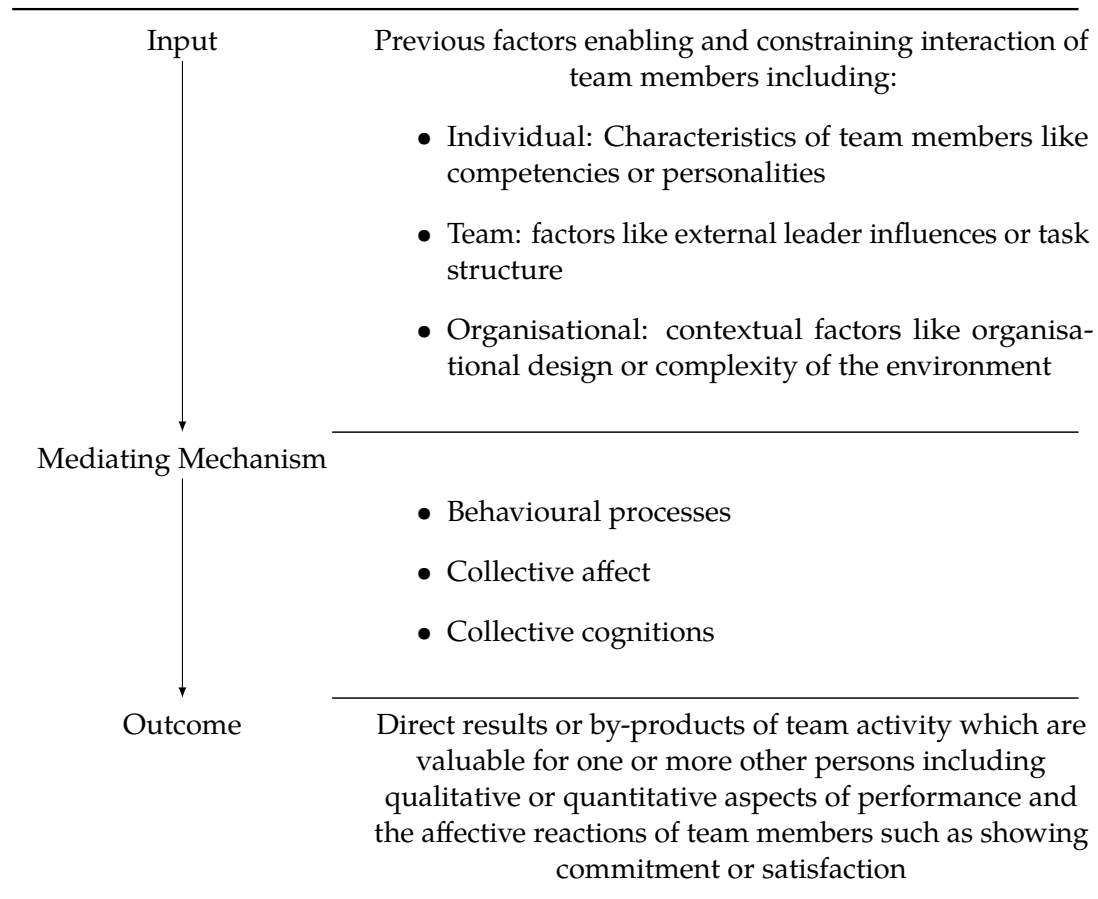 Input
Previous factors enabling and constraining interaction of
team members including:
• Individual: Characteristics of team members like
competencies or personalities
• Team: factors like external leader influences or task
structure
• Organisational: contextual factors like organisa-
tional design or complexity of the environment
Mediating Mechanism
• Behavioural processes
• Collective affect
• Collective cognitions
Outcome
Direct results or by-products of team activity which are
valuable for one or more other persons including
qualitative or quantitative aspects of performance and
the affective reactions of team members such as showing
commitment or satisfaction